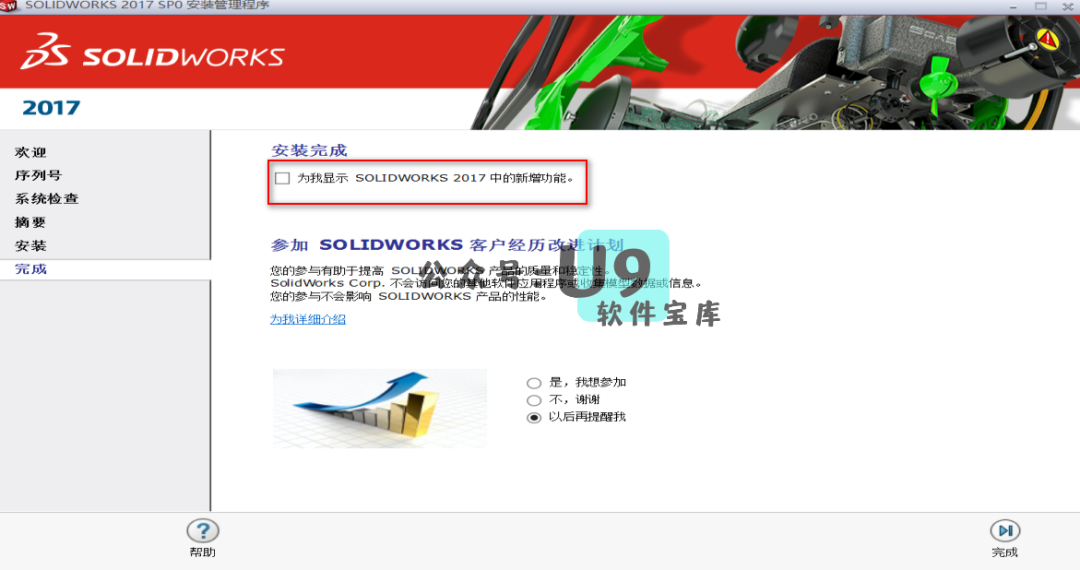 SOLIDWORKS 2017 SP0 安装管理程序
SOLIDWORKS
2017
欢迎
序列号
系统检查
摘要
安装
完成
安装完成
为我显示 SOLIDWORKS 2017 中的新增功能。
参加 SOLIDWORKS 客户经历改进计划
您的参与有助于提高 SOLIDWORKS 产品的质量和稳定性。
SolidWorks Corp. 不会访问您的其他软件应用程序或收集模型数据或信息。
您的参与不会影响 SOLIDWORKS 产品的性能。
为我详细介绍
公众号:
U9
软件宝库
是，我想参加
不，谢谢
以后再提醒我
帮助
完成